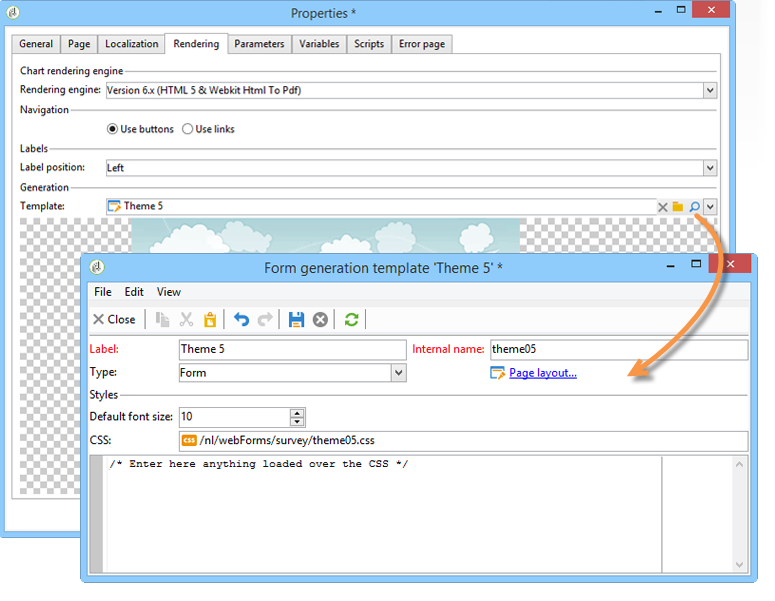 Properties *
General Page Localization Rendering Parameters Variables Scripts Error page
Chart rendering engine
Rendering engine: Version 6.x (HTML 5 & Webkit Html To Pdf)
Navigation
Use buttons Use links
Labels
Label position: Left
Generation
Template: Theme 5
Form generation template 'Theme 5' *
File Edit View
Close
Label: Theme 5 Internal name: theme05
Type: Form Page layout...
Styles
Default font size: 10
CSS: css /nl/webForms/survey/theme05.css
/* Enter here anything loaded over the CSS */